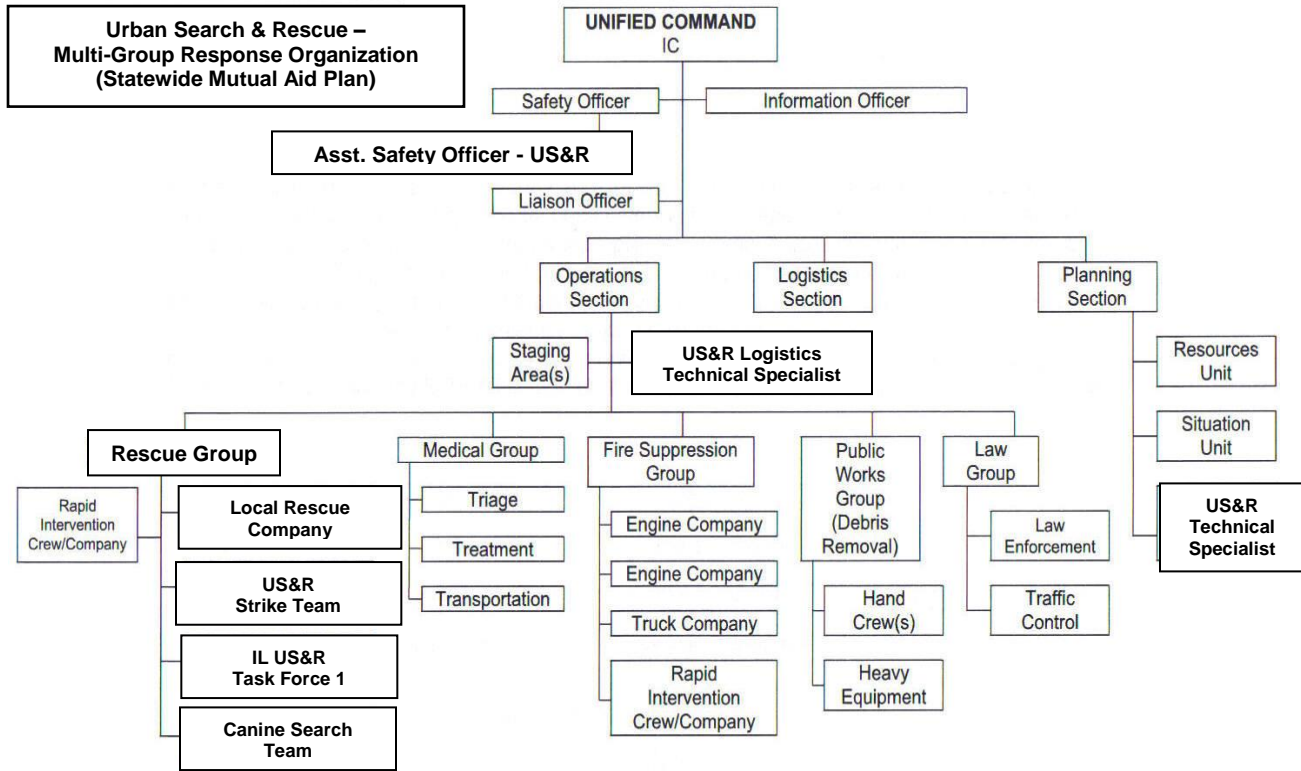 Urban Search & Rescue –
Multi-Group Response Organization
(Statewide Mutual Aid Plan)
UNIFIED COMMAND
IC
Safety Officer
Information Officer
Asst. Safety Officer - US&R
Liaison Officer
Operations
Section
Logistics
Section
Planning
Section
Staging
Area(s)
US&R Logistics
Technical Specialist
Resources
Unit
Situation
Unit
US&R
Technical
Specialist
Rescue Group
Rapid
Intervention
Crew/Company
Local Rescue
Company
US&R
Strike Team
IL US&R
Task Force 1
Canine Search
Team
Medical Group
Triage
Treatment
Transportation
Fire Suppression
Group
Engine Company
Engine Company
Truck Company
Rapid
Intervention
Crew/Company
Public
Works
Group
(Debris
Removal)
Hand
Crew(s)
Heavy
Equipment
Law
Group
Law
Enforcement
Traffic
Control